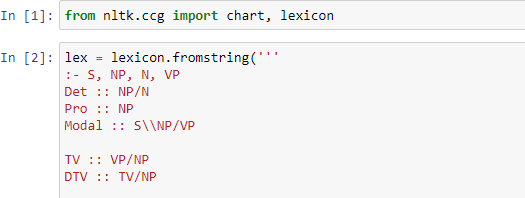 In [1]: from nltk.ccg import chart, lexicon
In [2]: lex = lexicon.fromstring('''
:- S, NP, N, VP
Det :: NP/N
Pro :: NP
Modal :: S\\NP/VP
TV :: VP/NP
DTV :: TV/NP